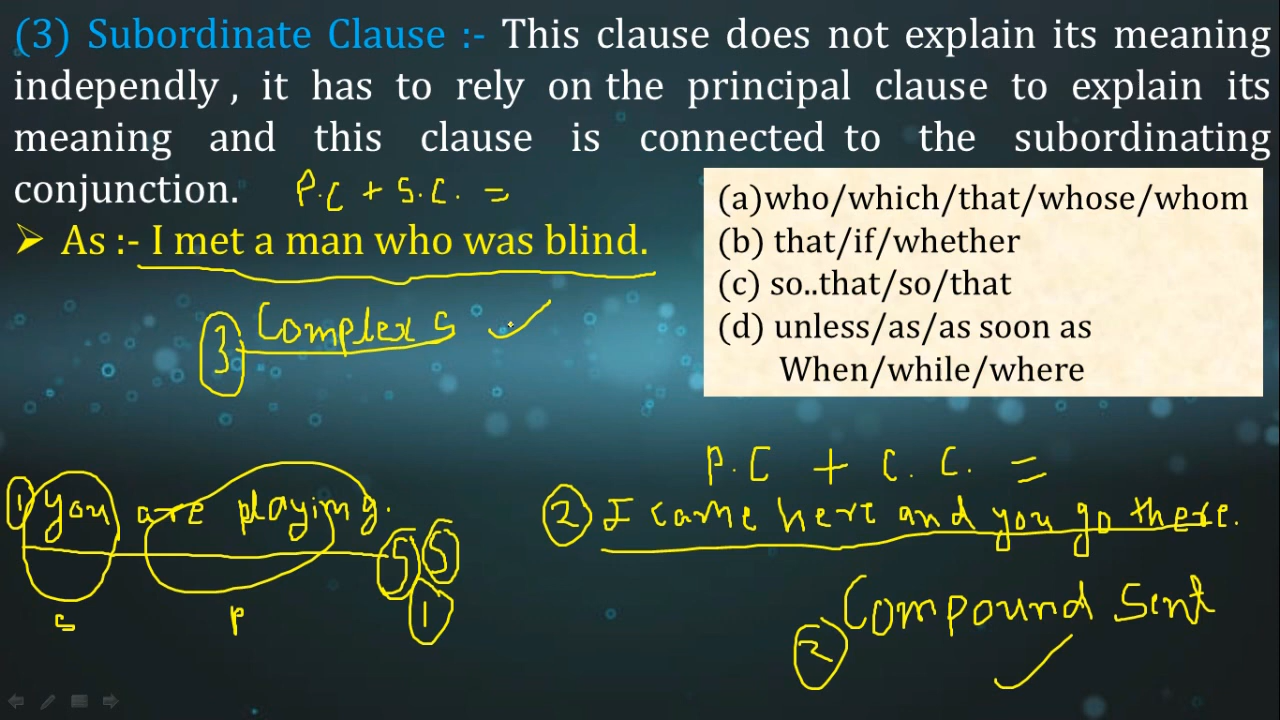 (3) Subordinate Clause :- This clause does not explain its meaning
independly , it has to rely on the principal clause to explain its
meaning and this clause is connected to the subordinating
conjunction.
P.C + S.C. =
➢ As :- I met a man who was blind.
(a)who/which/that/whose/whom
(b) that/if/whether
(c) so..that/so/that
(d) unless/as/as soon as
When/while/where
3 Complex S ✓
P.C + C.C. =
1 You are playing.
S S
S P
1
2 I came here and you go there.
Compound Sent
2 ✓